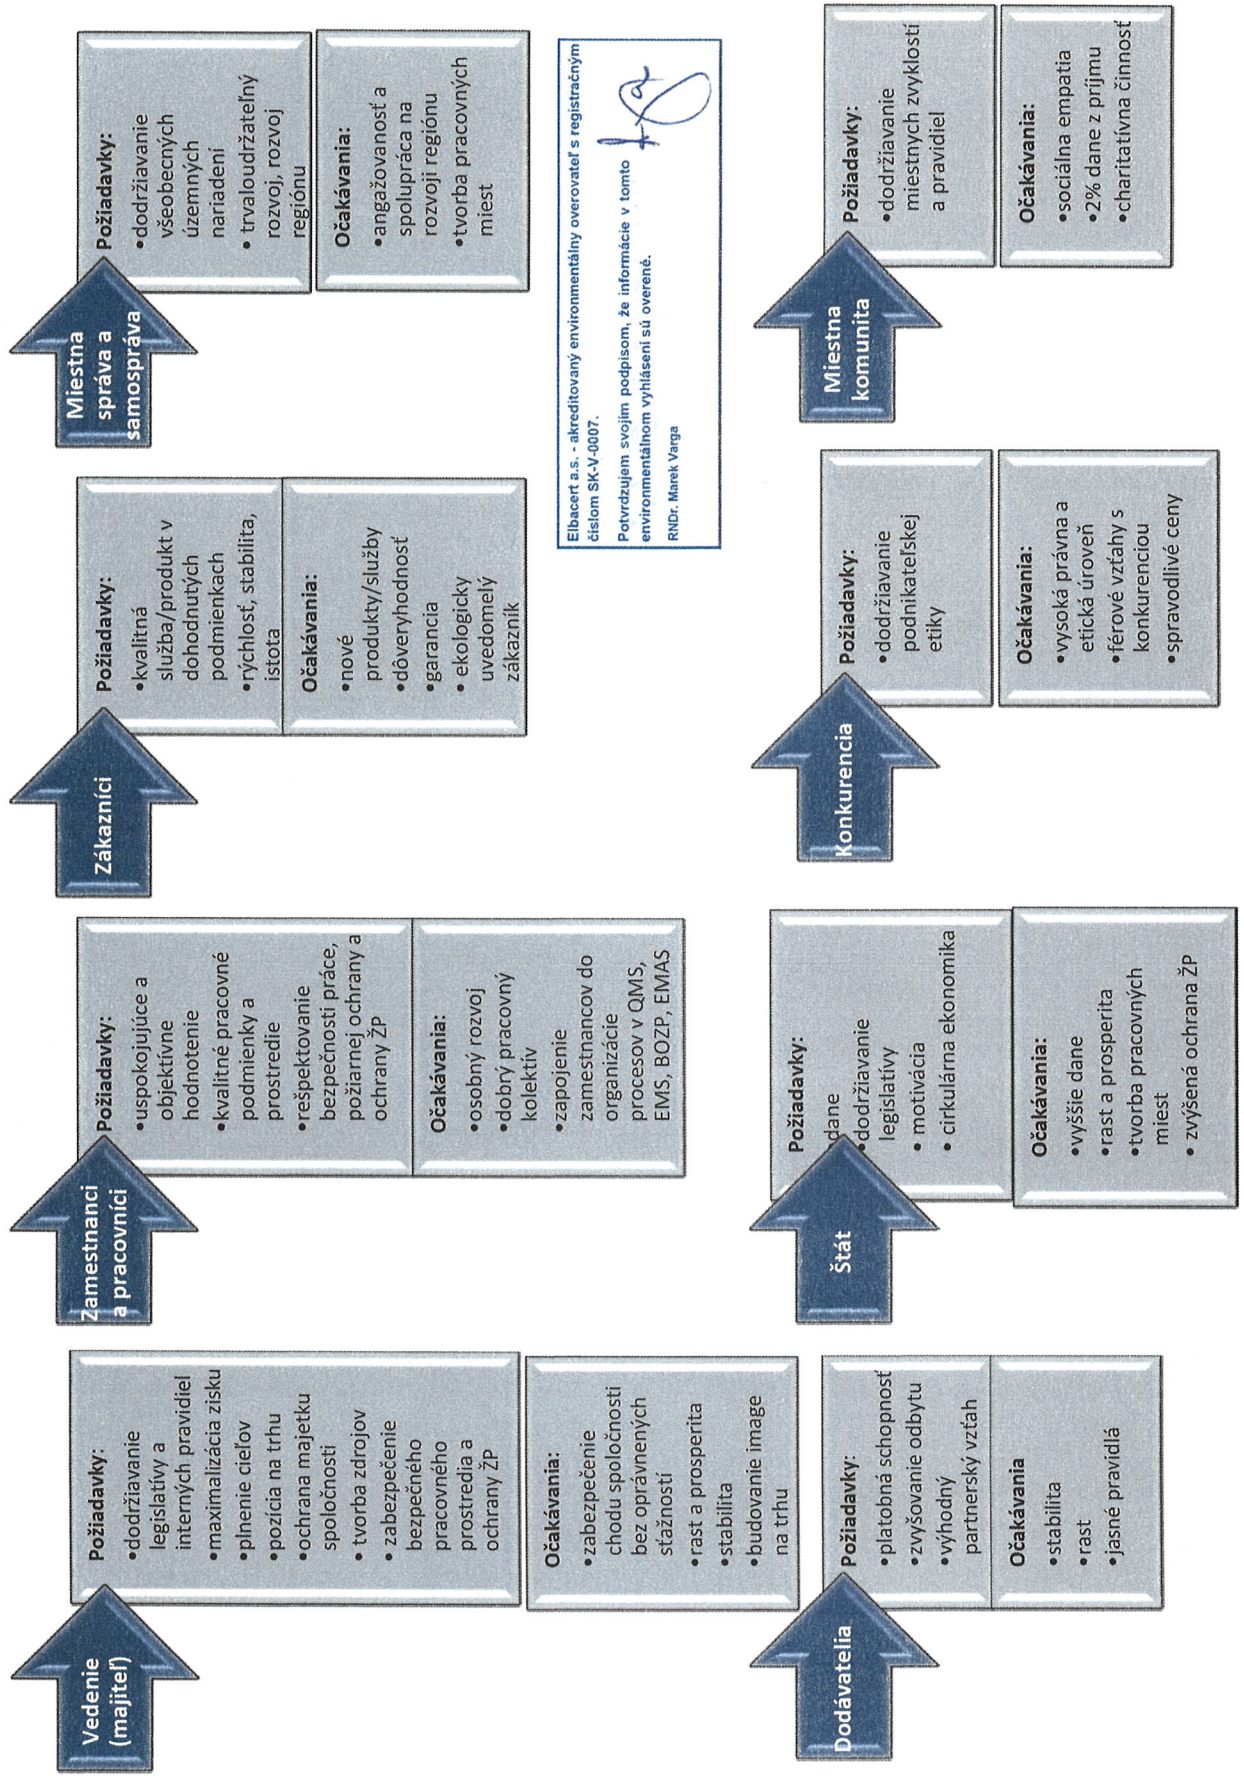 Vedenie
(majiteľ)
Požiadavky:
•dodržiavanie
legislatívy a
interných pravidiel
•maximalizácia zisku
•plnenie cieľov
•pozícia na trhu
•ochrana majetku
spoločnosti
• tvorba zdrojov
• zabezpečenie
bezpečného
pracovného
prostredia a
ochrany ŽP
Očakávania:
•zabezpečenie
chodu spoločnosti
bez oprávnených
sťažností
•rast a prosperita
•stabilita
•budovanie image
na trhu
Zamestnanci
a pracovníci
Požiadavky:
•uspokojujúce a
objektívne
hodnotenie
•kvalitné pracovné
podmienky a
prostredie
•rešpektovanie
bezpečnosti práce,
požiarnej ochrany a
ochrany ŽP
Očakávania:
•osobný rozvoj
•dobrý pracovný
kolektív
•zapojenie
zamestnancov do
organizácie
procesov v QMS,
EMS, BOZP, EMAS
Zákazníci
Požiadavky:
•kvalitná
služba/produkt v
dohodnutých
podmienkach
•rýchlosť, stabilita,
istota
Očakávania:
•nové
produkty/služby
•dôveryhodnosť
•garancia
• ekologicky
uvedomelý
zákazník
Miestna
správa a
samospráva
Požiadavky:
•dodržiavanie
všeobecných
územných
nariadení
• trvaloudržateľný
rozvoj, rozvoj
regiónu
Očakávania:
•angažovanosť a
spolupráca na
rozvoji regiónu
•tvorba pracovných
miest
Elbacert a.s. - akreditovaný environmentálny overovateľ s registračným
číslom SK-V-0007.
Potvrdzujem svojím podpisom, že informácie v tomto
environmentálnom vyhlásení sú overené.
RNDr. Marek Varga
Dodávatelia
Požiadavky:
•platobná schopnosť
•zvyšovanie odbytu
•výhodný
partnerský vzťah
Očakávania
•stabilita
•rast
•jasné pravidlá
Štát
Požiadavky:
dane
•dodržiavanie
legislatívy
• motivácia
• cirkulárna ekonomika
Očakávania:
•vyššie dane
•rast a prosperita
•tvorba pracovných
miest
• zvýšená ochrana ŽP
Konkurencia
Požiadavky:
•dodržiavanie
podnikateľskej
etiky
Očakávania:
•vysoká právna a
etická úroveň
•férové vzťahy s
konkurenciou
•spravodlivé ceny
Miestna
komunita
Požiadavky:
•dodržiavanie
miestnych zvyklostí
a pravidiel
Očakávania:
•sociálna empatia
•2% dane z príjmu
•charitatívna činnosť